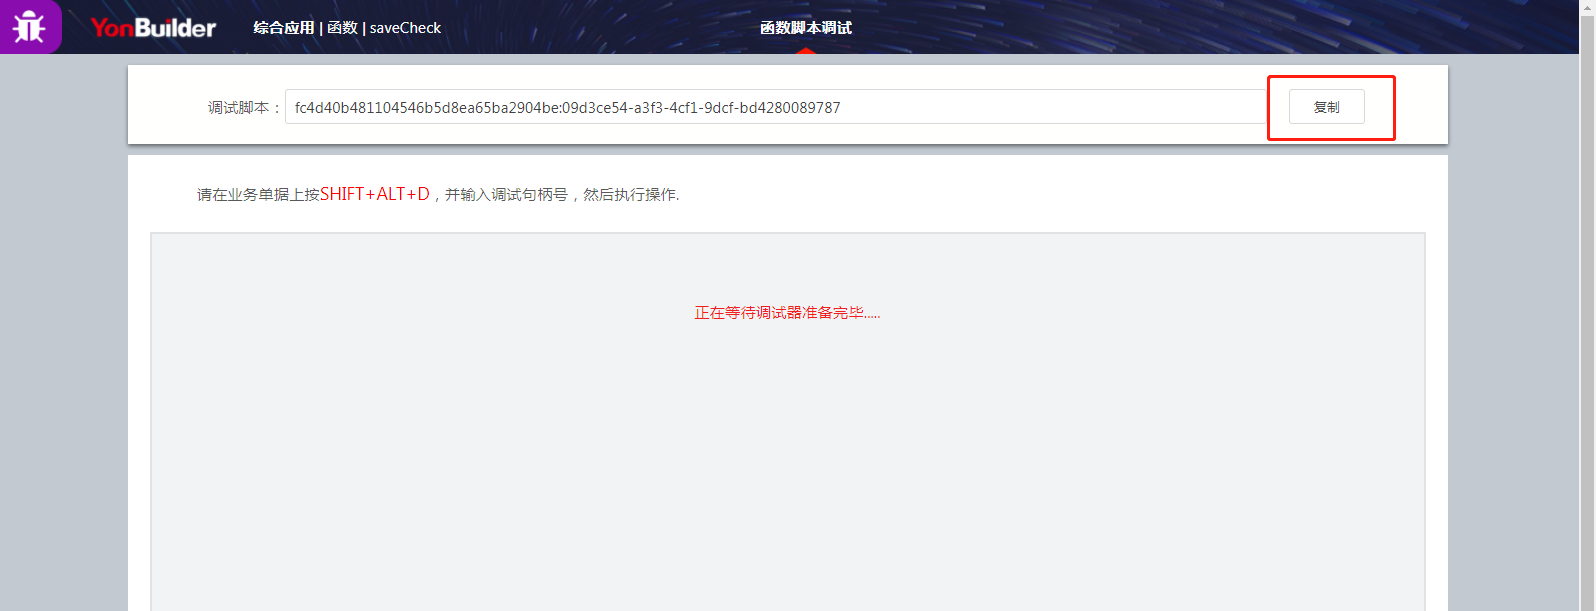 YonBuilder 综合应用 | 函数 | saveCheck 函数脚本调试
调试脚本： fc4d40b481104546b5d8ea65ba2904be:09d3ce54-a3f3-4cf1-9dcf-bd4280089787 复制
请在业务单据上按SHIFT+ALT+D，并输入调试句柄号，然后执行操作.
正在等待调试器准备完毕.....